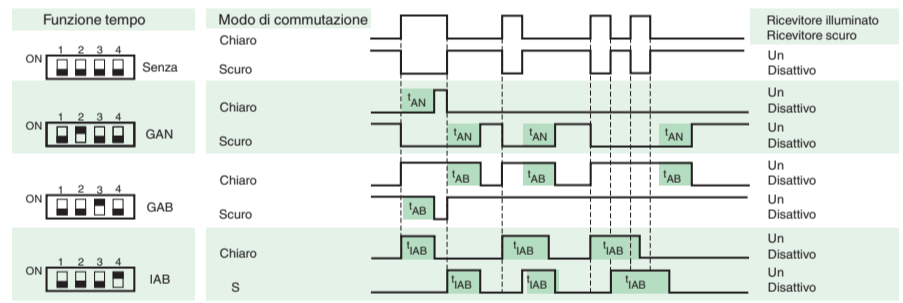 Funzione tempo
Modo di commutazione
Ricevitore illuminato
Ricevitore scuro
1 2 3 4
ON
Senza
Chiaro
Scuro
Un
Disattivo
1 2 3 4
ON
GAN
Chiaro
tAN
Un
Disattivo
Scuro
tAN
tAN
tAN
Un
Disattivo
1 2 3 4
ON
GAB
Chiaro
tAB
tAB
tAB
Un
Disattivo
Scuro
tAB
Un
Disattivo
1 2 3 4
ON
IAB
Chiaro
tIAB
tIAB
tIAB
Un
Disattivo
S
tIAB
tIAB
tIAB
Un
Disattivo